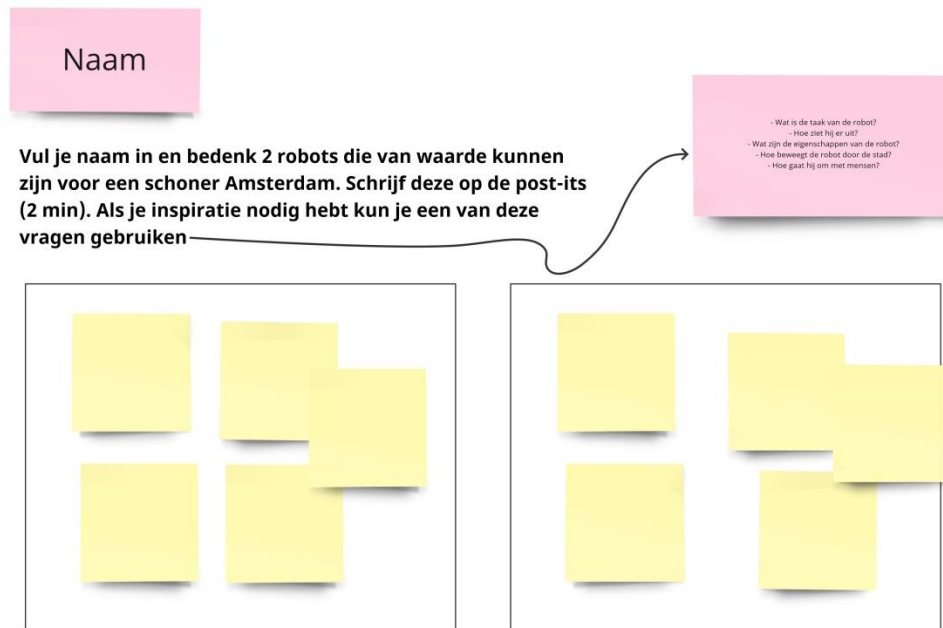 Naam
Vul je naam in en bedenk 2 robots die van waarde kunnen
zijn voor een schoner Amsterdam. Schrijf deze op de post-its
(2 min). Als je inspiratie nodig hebt kun je een van deze
vragen gebruiken
- Wat is de taak van de robot?
- Hoe ziet hij er uit?
- Wat zijn de eigenschappen van de robot?
- Hoe beweegt de robot door de stad?
- Hoe gaat hij om met mensen?